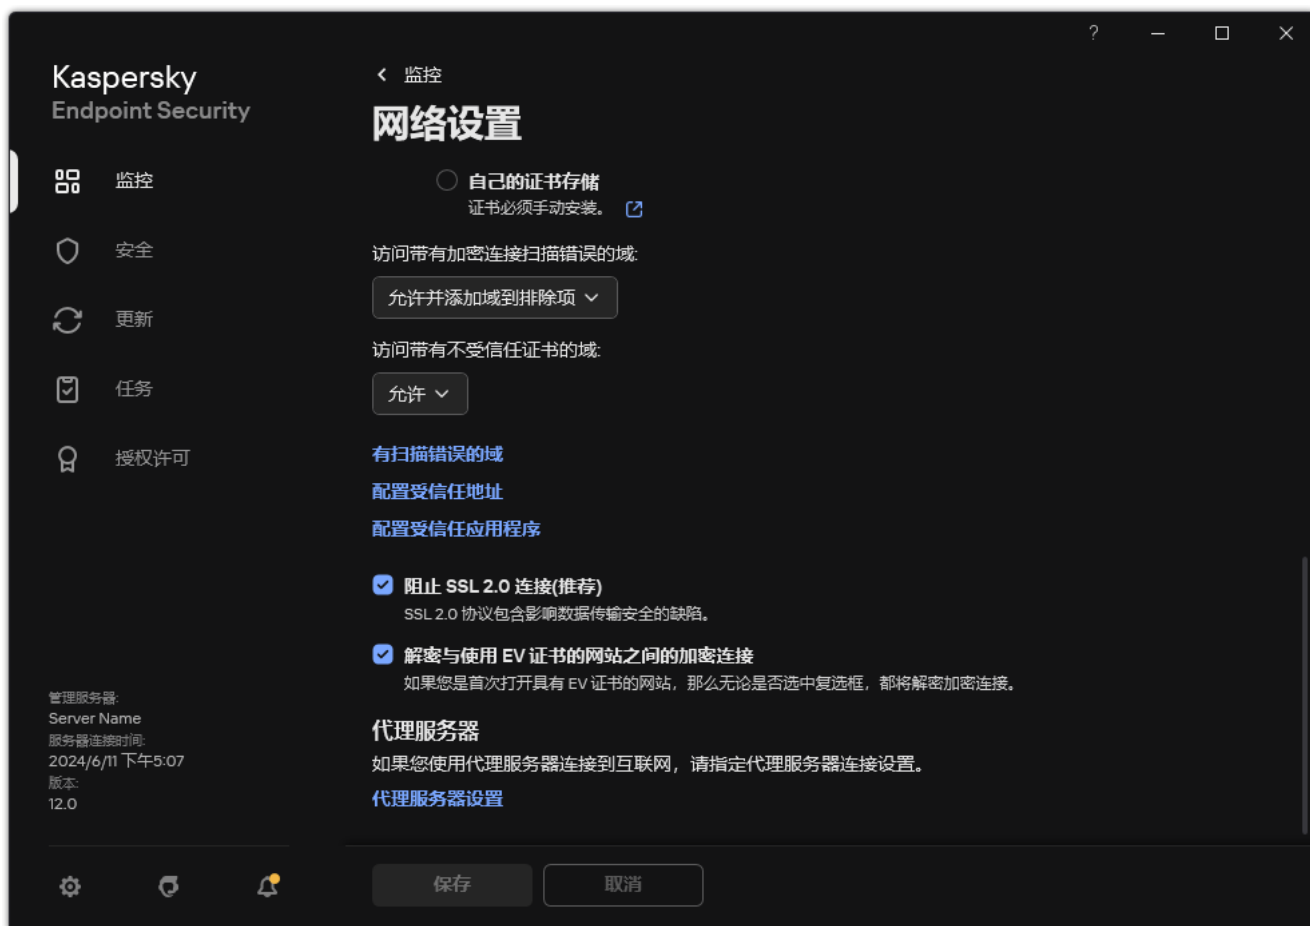 ?
Kaspersky
Endpoint Security
监控
安全
更新
任务
授权许可
管理服务器:
Server Name
服务器连接时间:
2024/6/11 下午5:07
版本:
12.0
监控
网络设置
自己的证书存储
证书必须手动安装。
访问带有加密连接扫描错误的域:
允许并添加域到排除项
访问带有不受信任证书的域:
允许
有扫描错误的域
配置受信任地址
配置受信任应用程序
阻止 SSL 2.0 连接(推荐)
SSL 2.0 协议包含影响数据传输安全的缺陷。
解密与使用 EV 证书的网站之间的加密连接
如果您是首次打开具有 EV 证书的网站，那么无论是否选中复选框，都将解密加密连接。
代理服务器
如果您使用代理服务器连接到互联网，请指定代理服务器连接设置。
代理服务器设置
保存
取消